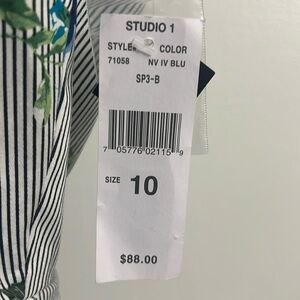 STUDIO 1
STYLE COLOR
71058 NV IV BLU
SP3-B
7 05776 02115 9
SIZE 10
$88.00